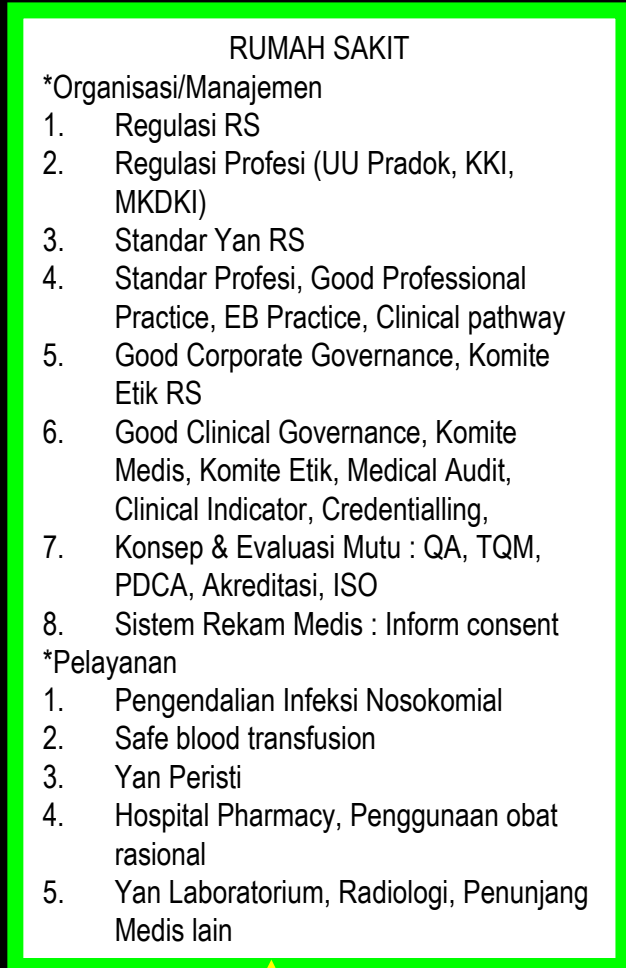 RUMAH SAKIT
*Organisasi/Manajemen
1. Regulasi RS
2. Regulasi Profesi (UU Pradok, KKI,
MKDKI)
3. Standar Yan RS
4. Standar Profesi, Good Professional
Practice, EB Practice, Clinical pathway
5. Good Corporate Governance, Komite
Etik RS
6. Good Clinical Governance, Komite
Medis, Komite Etik, Medical Audit,
Clinical Indicator, Credentialling,
7. Konsep & Evaluasi Mutu : QA, TQM,
PDCA, Akreditasi, ISO
8. Sistem Rekam Medis : Inform consent
*Pelayanan
1. Pengendalian Infeksi Nosokomial
2. Safe blood transfusion
3. Yan Peristi
4. Hospital Pharmacy, Penggunaan obat
rasional
5. Yan Laboratorium, Radiologi, Penunjang
Medis lain